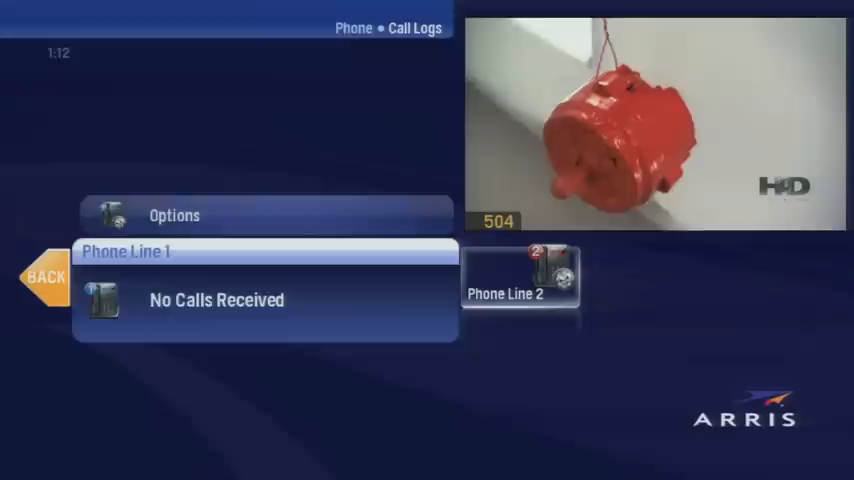 Phone • Call Logs
1:12
HD
504
Options
Phone Line 1
BACK
1
No Calls Received
2
Phone Line 2
ARRIS